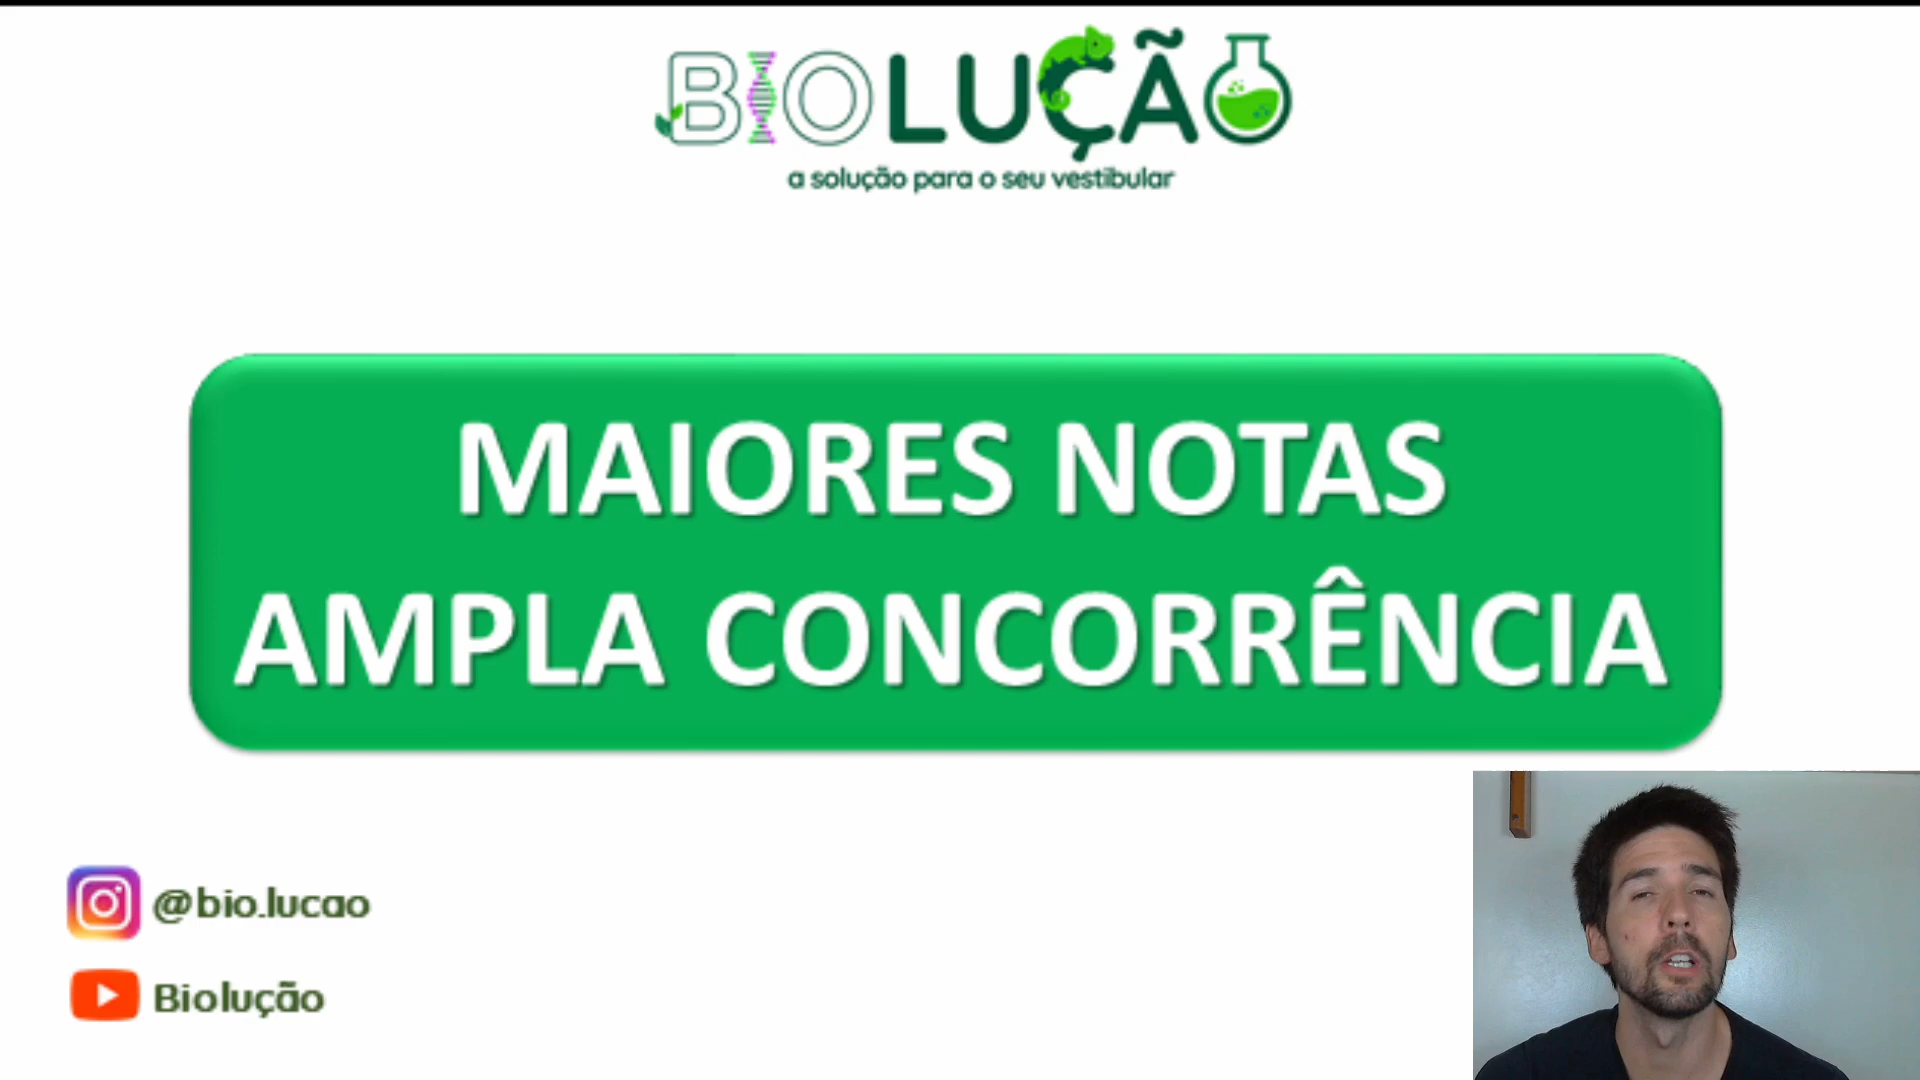 BIOLUÇÃO
a solução para o seu vestibular
MAIORES NOTAS
AMPLA CONCORRÊNCIA
@bio.lucao
Biolução